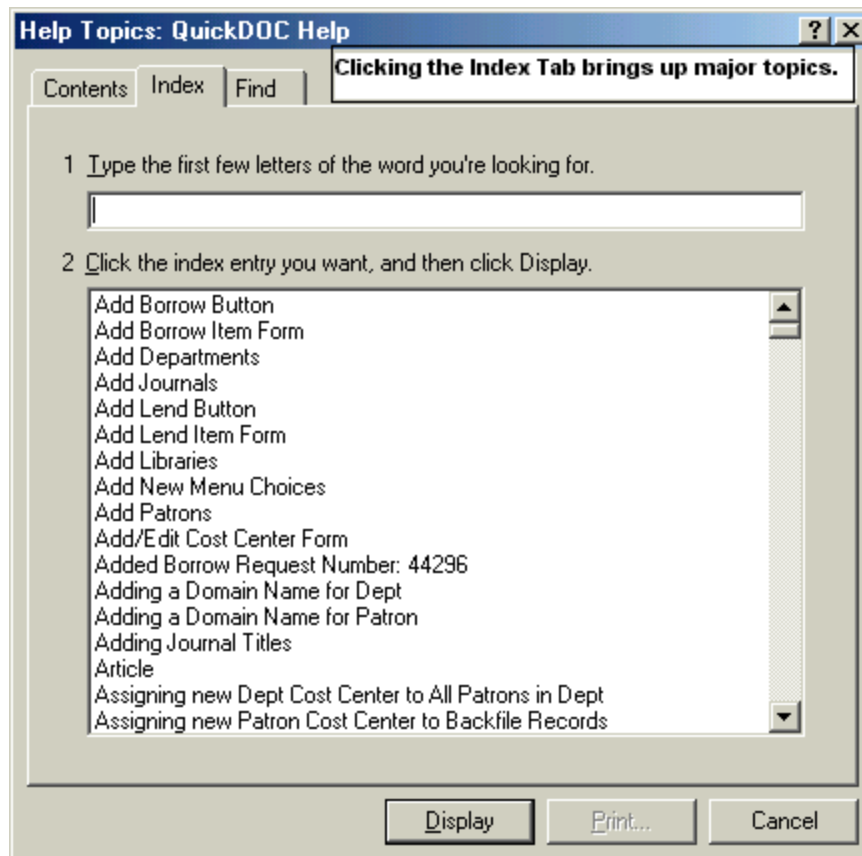 Help Topics: QuickDOC Help
Clicking the Index Tab brings up major topics.
Contents Index Find
1 Type the first few letters of the word you're looking for.
2 Click the index entry you want, and then click Display.
Add Borrow Button
Add Borrow Item Form
Add Departments
Add Journals
Add Lend Button
Add Lend Item Form
Add Libraries
Add New Menu Choices
Add Patrons
Add/Edit Cost Center Form
Added Borrow Request Number: 44296
Adding a Domain Name for Dept
Adding a Domain Name for Patron
Adding Journal Titles
Article
Assigning new Dept Cost Center to All Patrons in Dept
Assigning new Patron Cost Center to Backfile Records
Display Print... Cancel